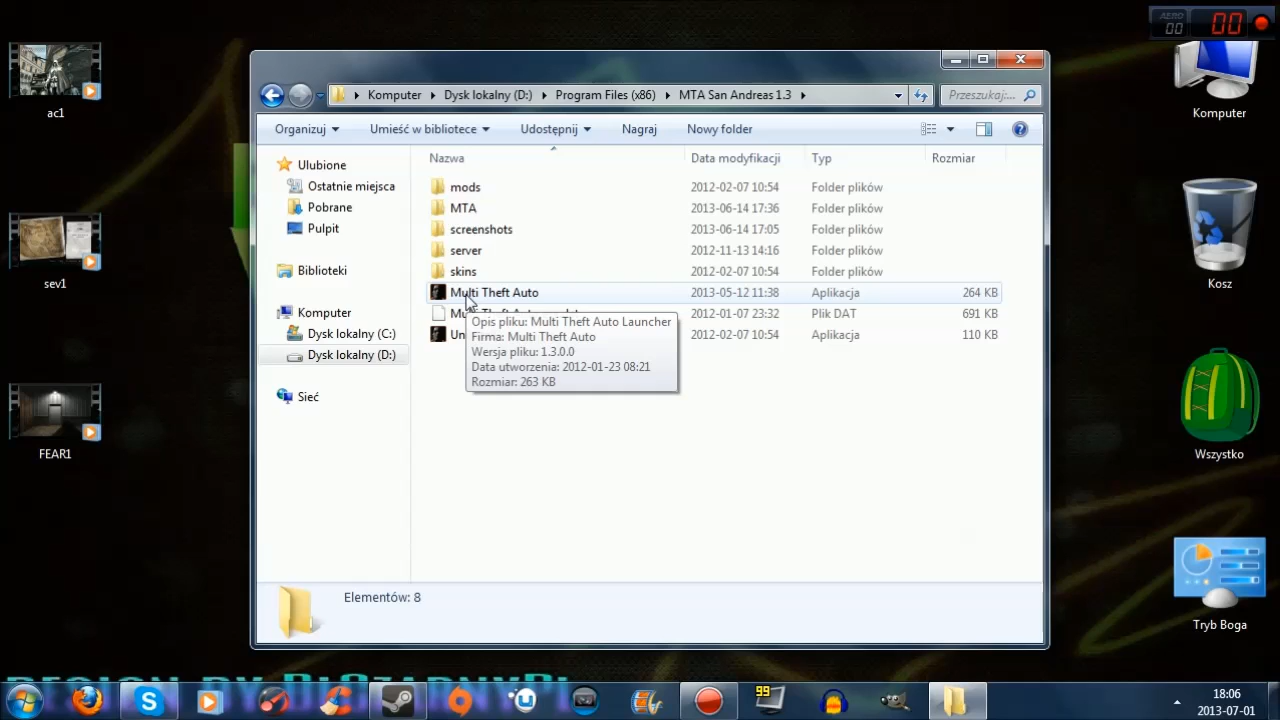 AERO
00
00
ac1
sev1
FEAR1
Komputer
Kosz
Wszystko
Tryb Boga
Komputer
Dysk lokalny (D:)
Program Files (x86)
MTA San Andreas 1.3
Przeszukaj:...
Organizuj
Umieść w bibliotece
Udostępnij
Nagraj
Nowy folder
Ulubione
Ostatnie miejsca
Pobrane
Pulpit
Biblioteki
Komputer
Dysk lokalny (C:)
Dysk lokalny (D:)
Sieć
Nazwa Data modyfikacji Typ Rozmiar
mods 2012-02-07 10:54 Folder plików
MTA 2013-06-14 17:36 Folder plików
screenshots 2013-06-14 17:05 Folder plików
server 2012-11-13 14:16 Folder plików
skins 2012-02-07 10:54 Folder plików
Multi Theft Auto 2013-05-12 11:38 Aplikacja 264 KB
2012-01-07 23:32 Plik DAT 691 KB
Un 2012-02-07 10:54 Aplikacja 110 KB
Opis pliku: Multi Theft Auto Launcher
Firma: Multi Theft Auto
Wersja pliku: 1.3.0.0
Data utworzenia: 2012-01-23 08:21
Rozmiar: 263 KB
Elementów: 8
99
18:06
2013-07-01